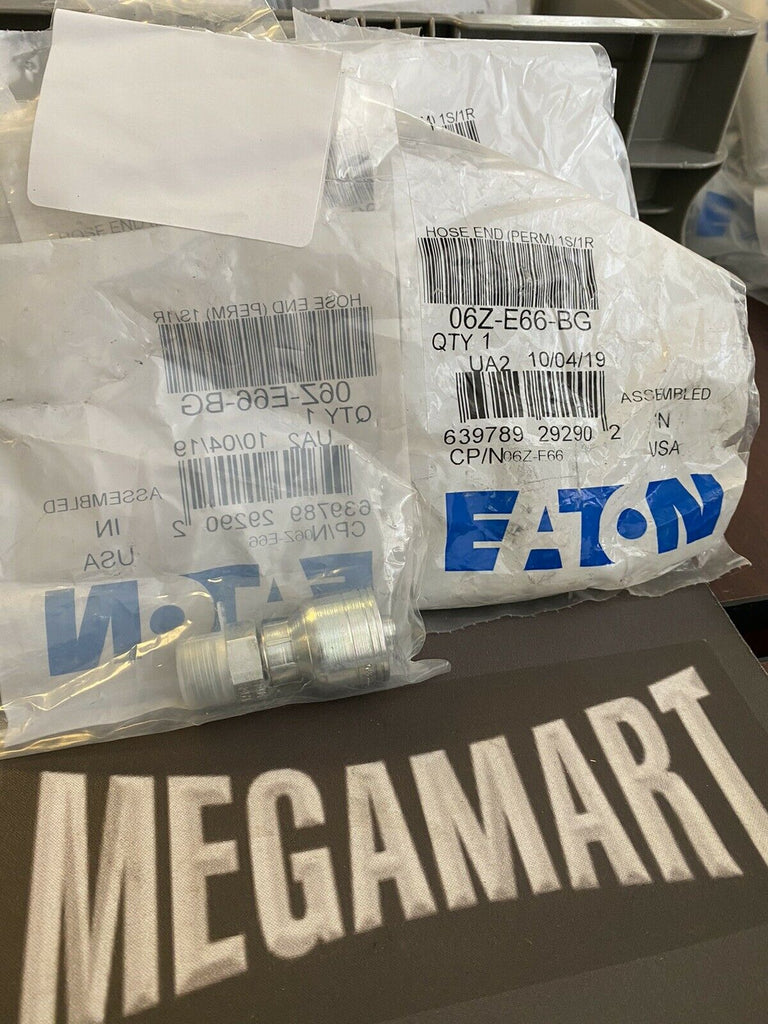 M) 1S/1R
HOSE END (PERM) 1S/1R
06Z-E66-BG
QTY 1
UA2 10/04/19
639789 29290 2
CP/N06Z-E66
ASSEMBLED
IN
USA
EATON
HOSE END (PERM) 1S/1R
06Z-E66-BG
QTY 1
UA2 10/04/19
639789 29290 2
CP/N06Z-E66
ASSEMBLED
IN
USA
EATON
MEGAMART